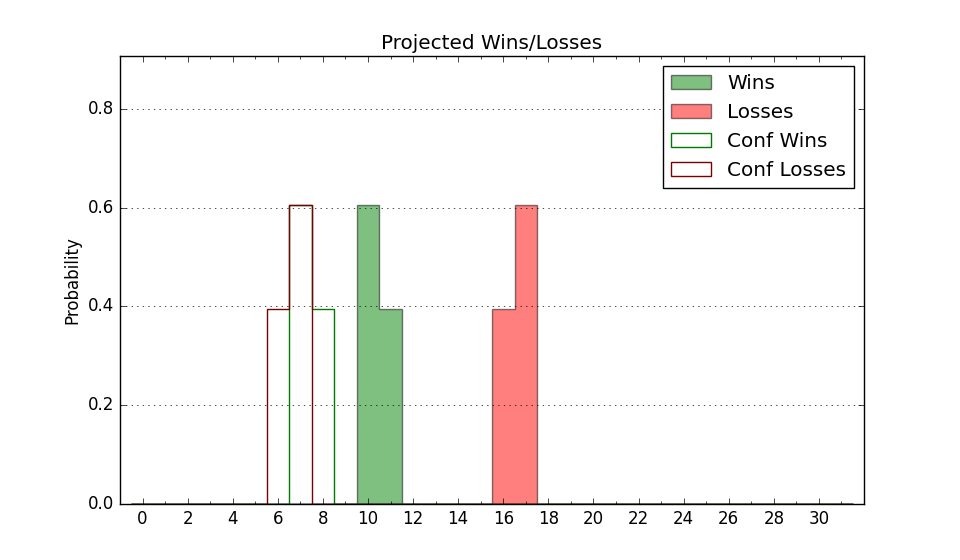 Projected Wins/Losses
Wins
Losses
Conf Wins
Conf Losses
Probability
0.8
0.6
0.4
0.2
0.0
0 2 4 6 8 10 12 14 16 18 20 22 24 26 28 30